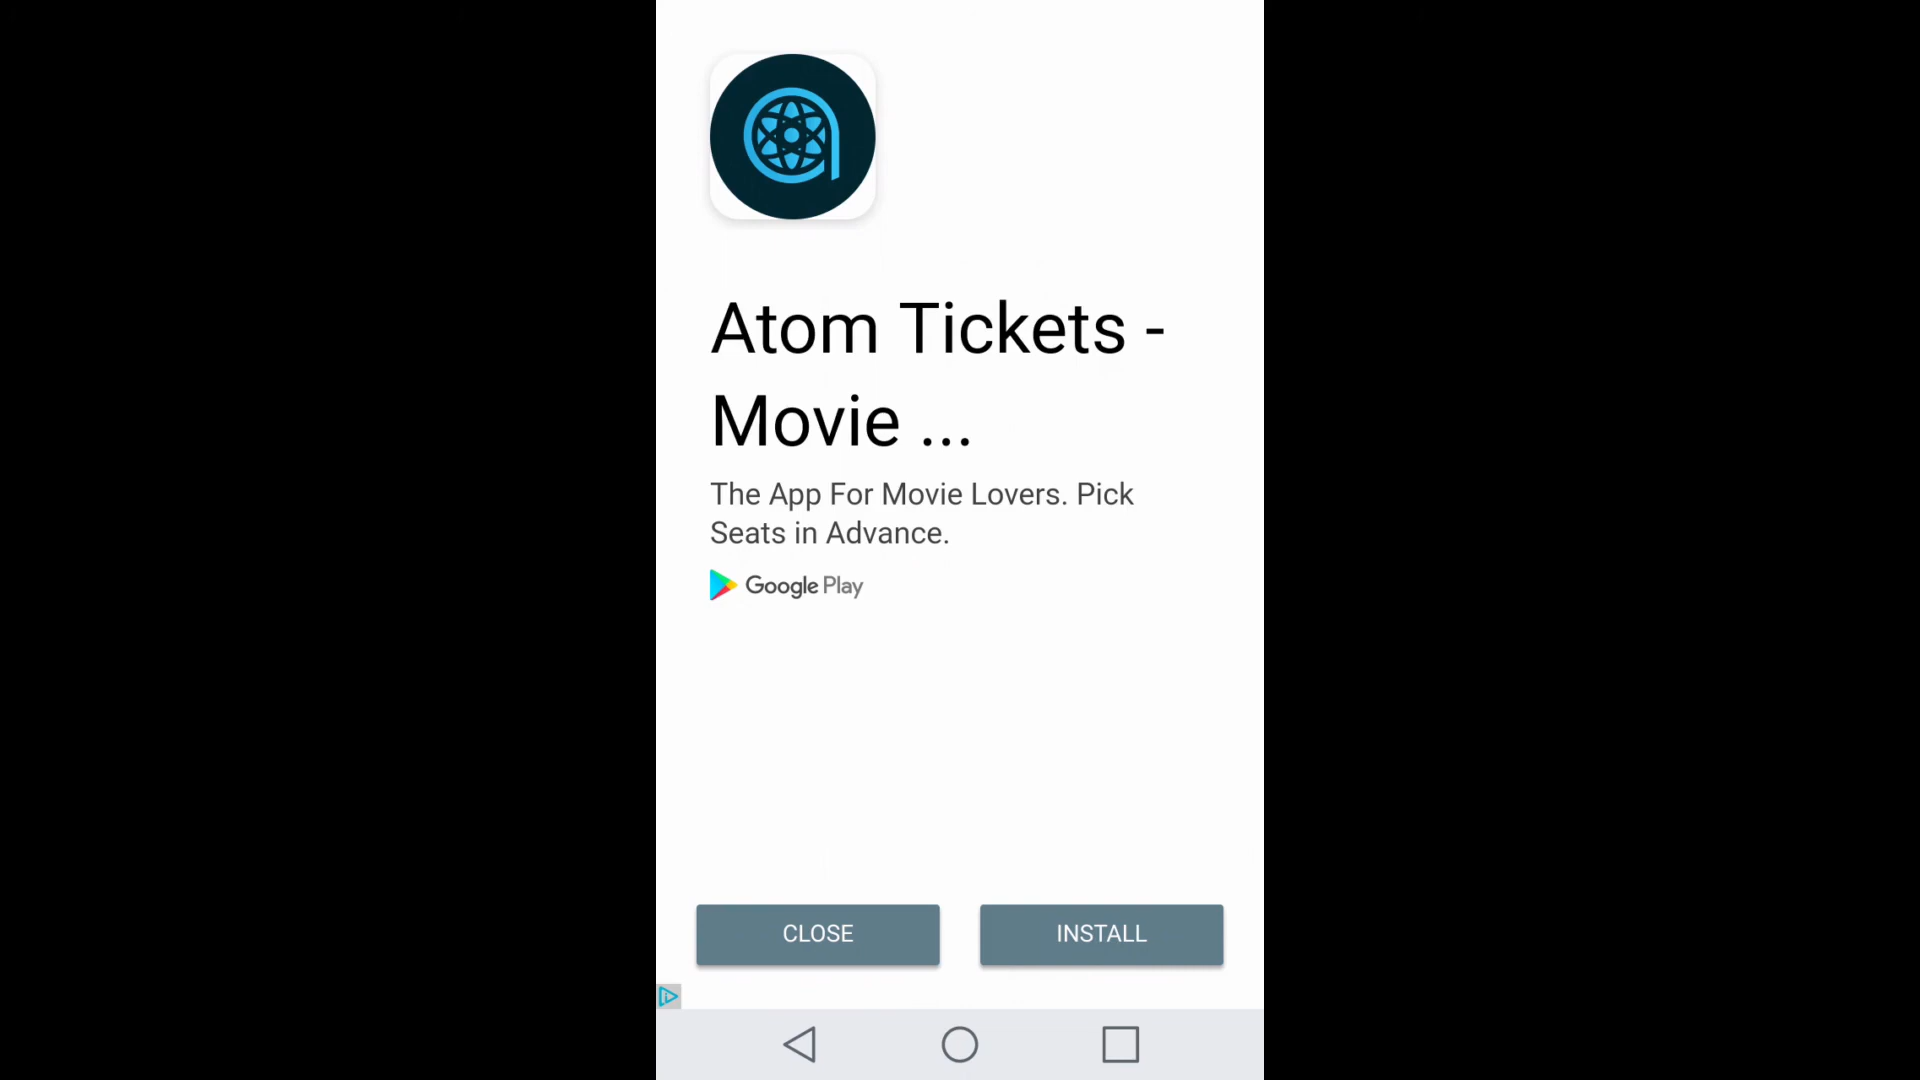 Atom Tickets -
Movie ...
The App For Movie Lovers. Pick
Seats in Advance.
Google Play
CLOSE
INSTALL